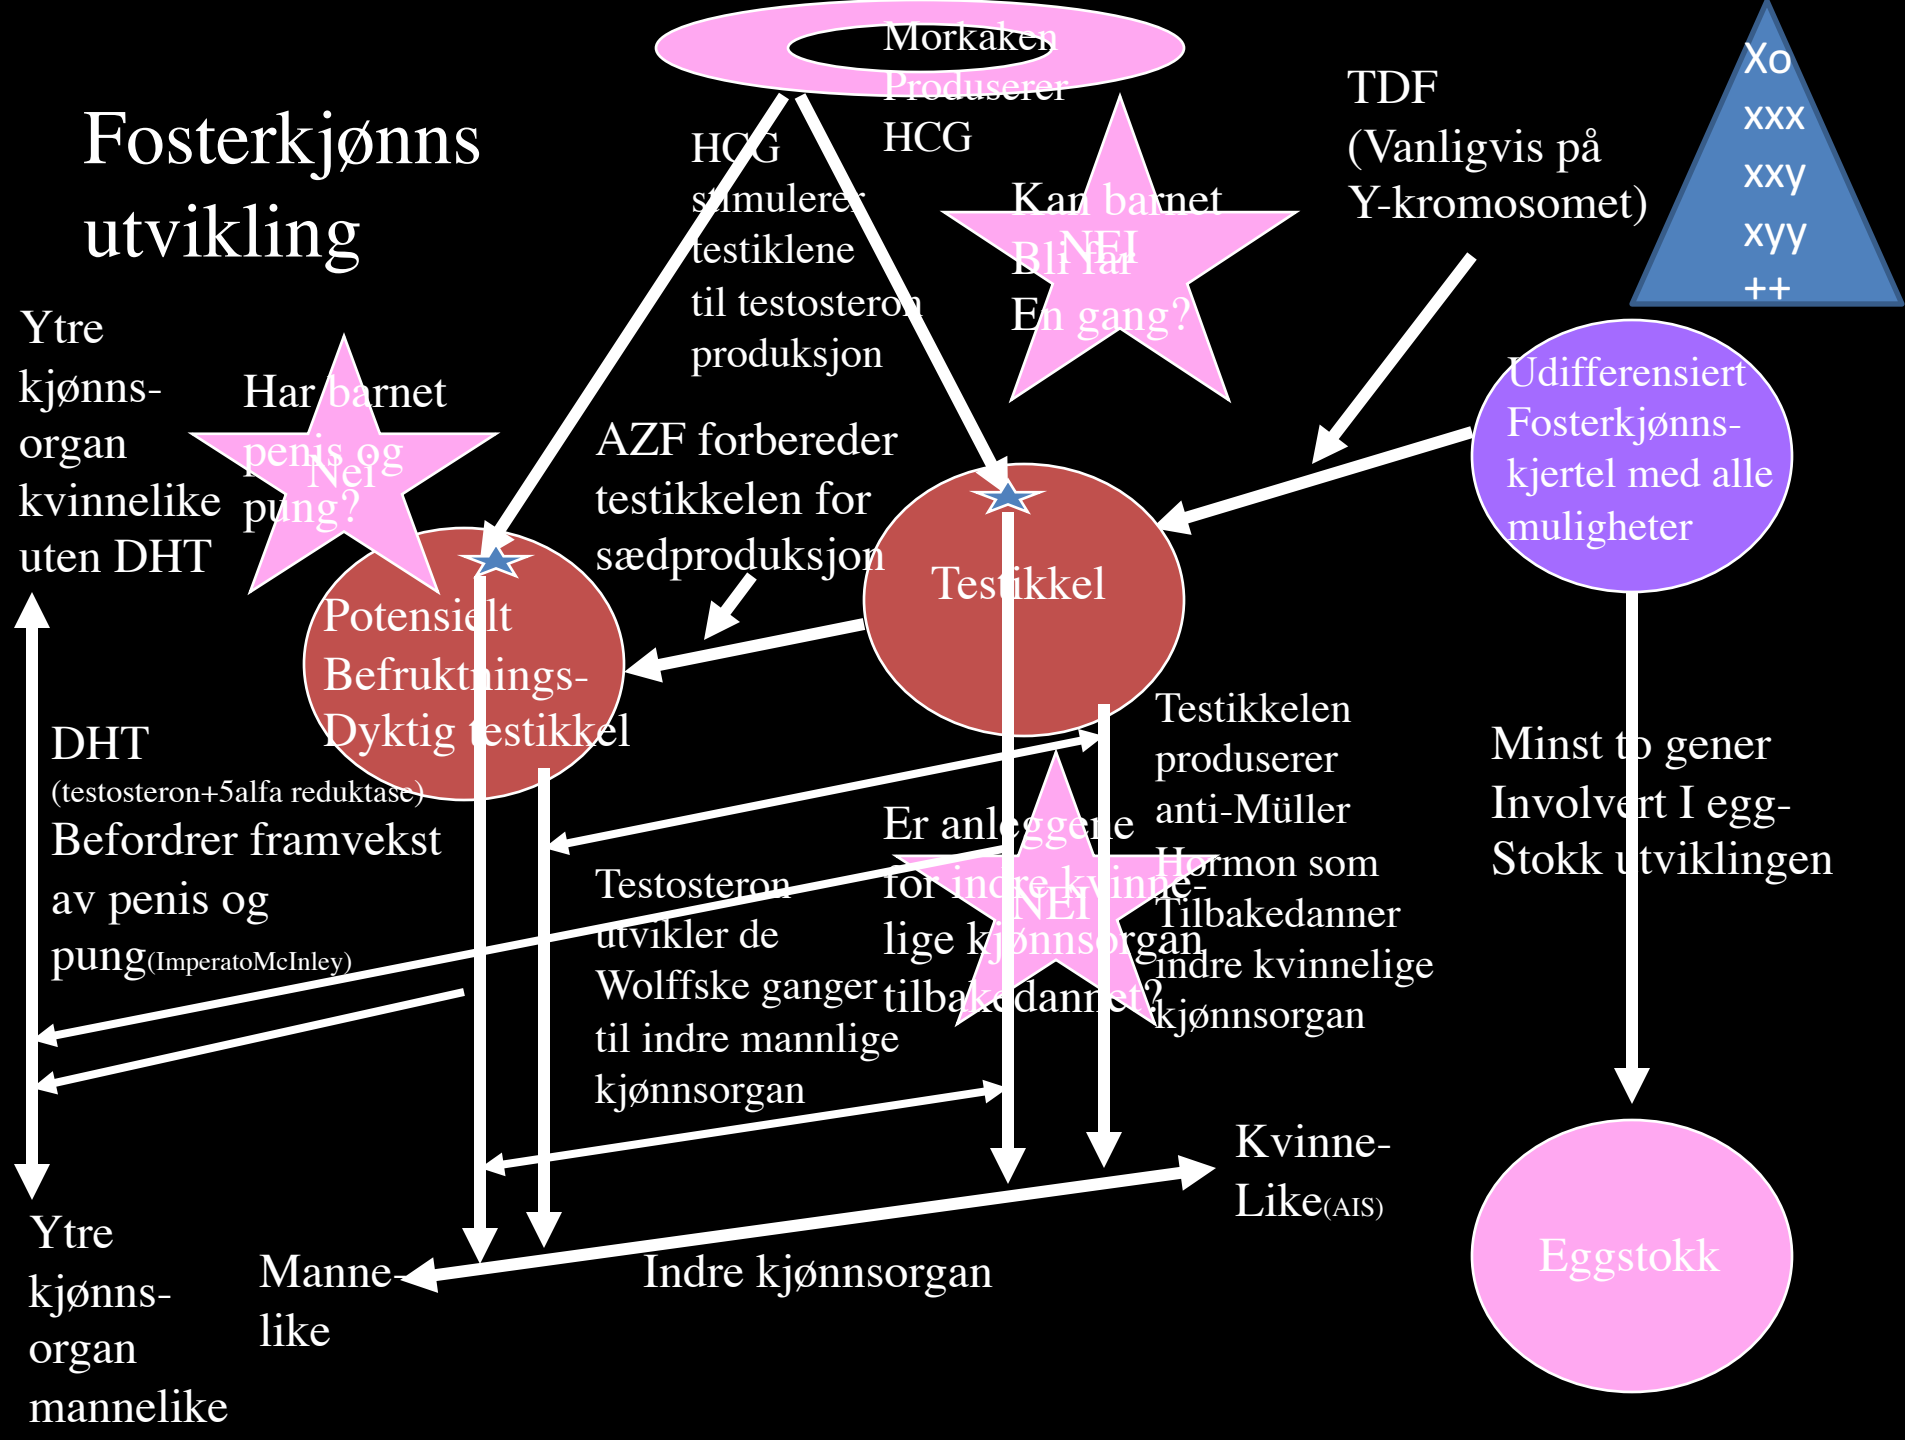 Fosterkjønns
utvikling
Morkaken
Produserer
HCG
HCG
stimulerer
testiklene
til testosteron
produksjon
Kan barnet
Bli far
En gang?
NEI
TDF
(Vanligvis på
Y-kromosomet)
Xo
xxx
xxy
xyy
++
Ytre
kjønns-
organ
kvinnelike
uten DHT
Har barnet
penis og
pung?
Nei
AZF forbereder
testikkelen for
sædproduksjon
Udifferensiert
Fosterkjønns-
kjertel med alle
muligheter
Testikkel
Potensielt
Befruktnings-
Dyktig testikkel
DHT
(testosteron+5alfa reduktase)
Befordrer framvekst
av penis og
pung(ImperatoMcInley)
Testosteron
utvikler de
Wolffske ganger
til indre mannlige
kjønnsorgan
Er anleggene
for indre kvinne-
lige kjønnsorgan
tilbakedannet?
NEI
Testikkelen
produserer
anti-Müller
Hormon som
Tilbakedanner
indre kvinnelige
kjønnsorgan
Minst to gener
Involvert I egg-
Stokk utviklingen
Kvinne-
Like(AIS)
Ytre
kjønns-
organ
mannelike
Manne-
like
Indre kjønnsorgan
Eggstokk